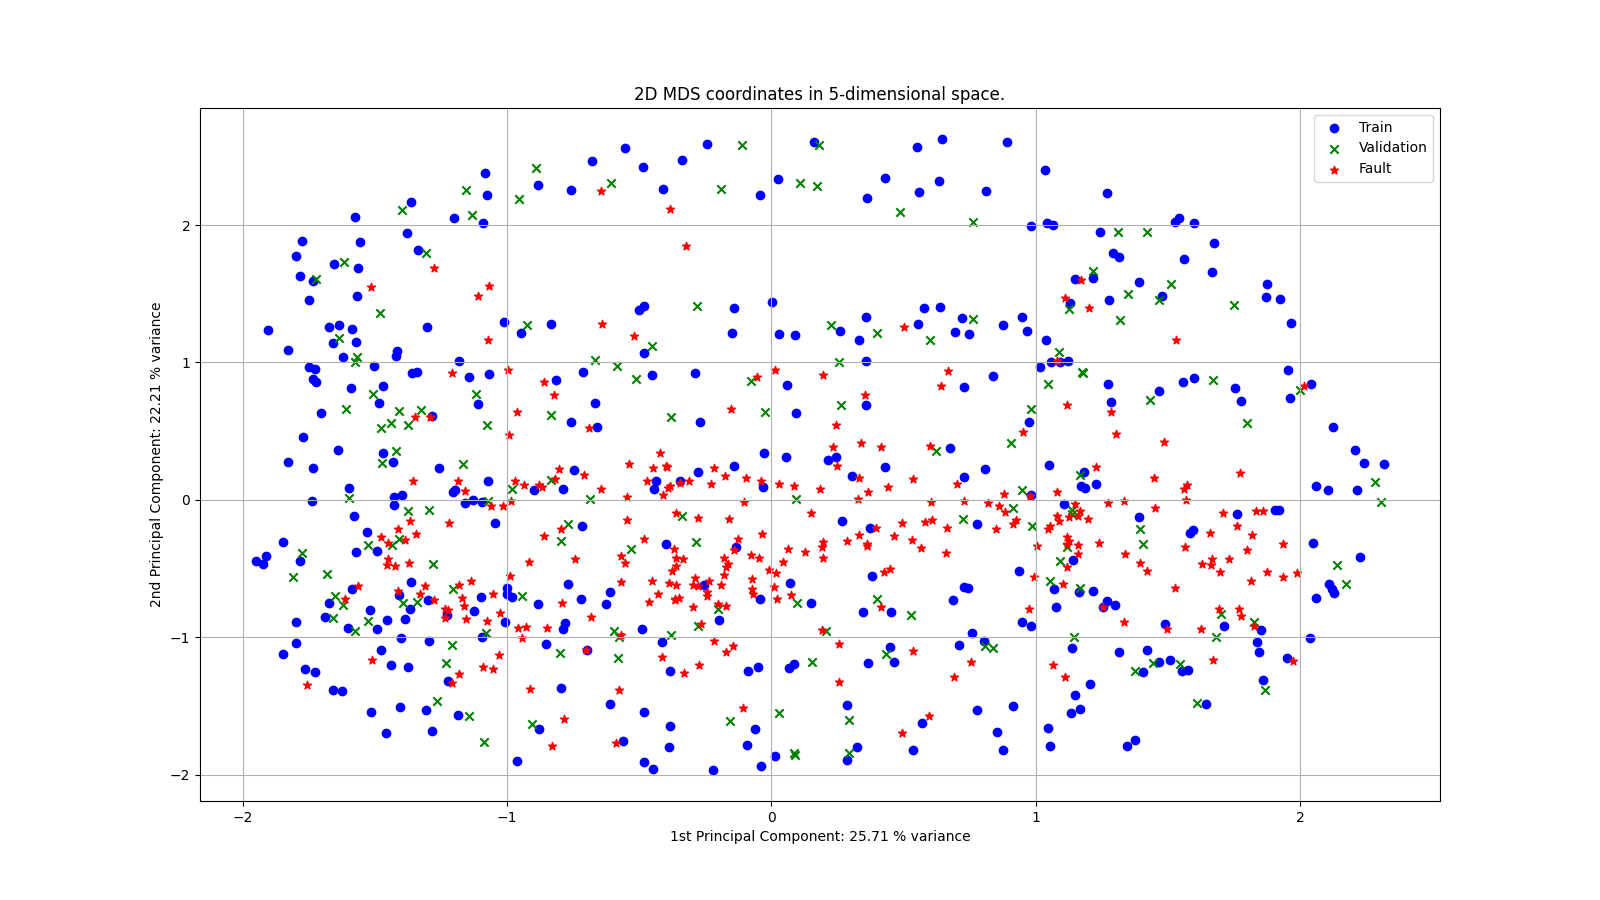 2D MDS coordinates in 5-dimensional space.
Train
Validation
Fault
2nd Principal Component: 22.21 % variance
2
1
0
−1
−2
−2
−1
0
1
2
1st Principal Component: 25.71 % variance